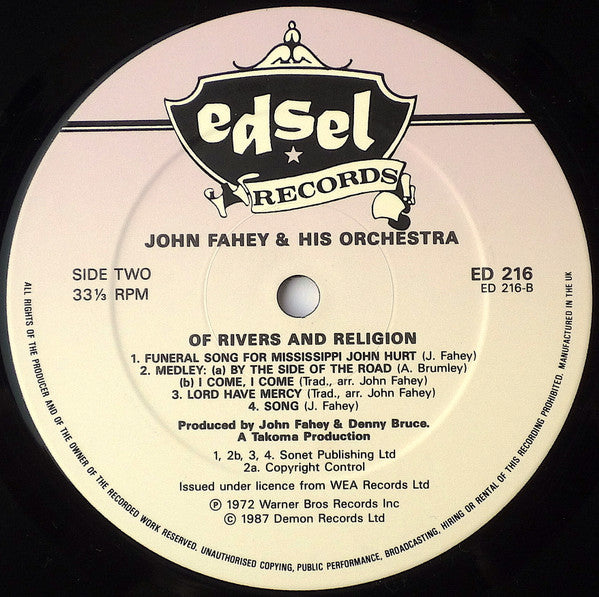 edsel
RECORDS
JOHN FAHEY & HIS ORCHESTRA
SIDE TWO
33⅓ RPM
ED 216
ED 216-B
OF RIVERS AND RELIGION
1. FUNERAL SONG FOR MISSISSIPPI JOHN HURT (J. Fahey)
2. MEDLEY: (a) BY THE SIDE OF THE ROAD (A. Brumley)
(b) I COME, I COME (Trad., arr. John Fahey)
3. LORD HAVE MERCY (Trad., arr. John Fahey)
4. SONG (J. Fahey)
Produced by John Fahey & Denny Bruce.
A Takoma Production
1, 2b, 3, 4. Sonet Publishing Ltd
2a. Copyright Control
Issued under licence from WEA Records Ltd
Ⓟ 1972 Warner Bros Records Inc
© 1987 Demon Records Ltd
ALL RIGHTS OF THE PRODUCER AND OF THE OWNER OF THE RECORDED WORK RESERVED. UNAUTHORISED COPYING, PUBLIC PERFORMANCE, BROADCASTING, HIRING OR RENTAL OF THIS RECORDING PROHIBITED. MANUFACTURED IN THE UK